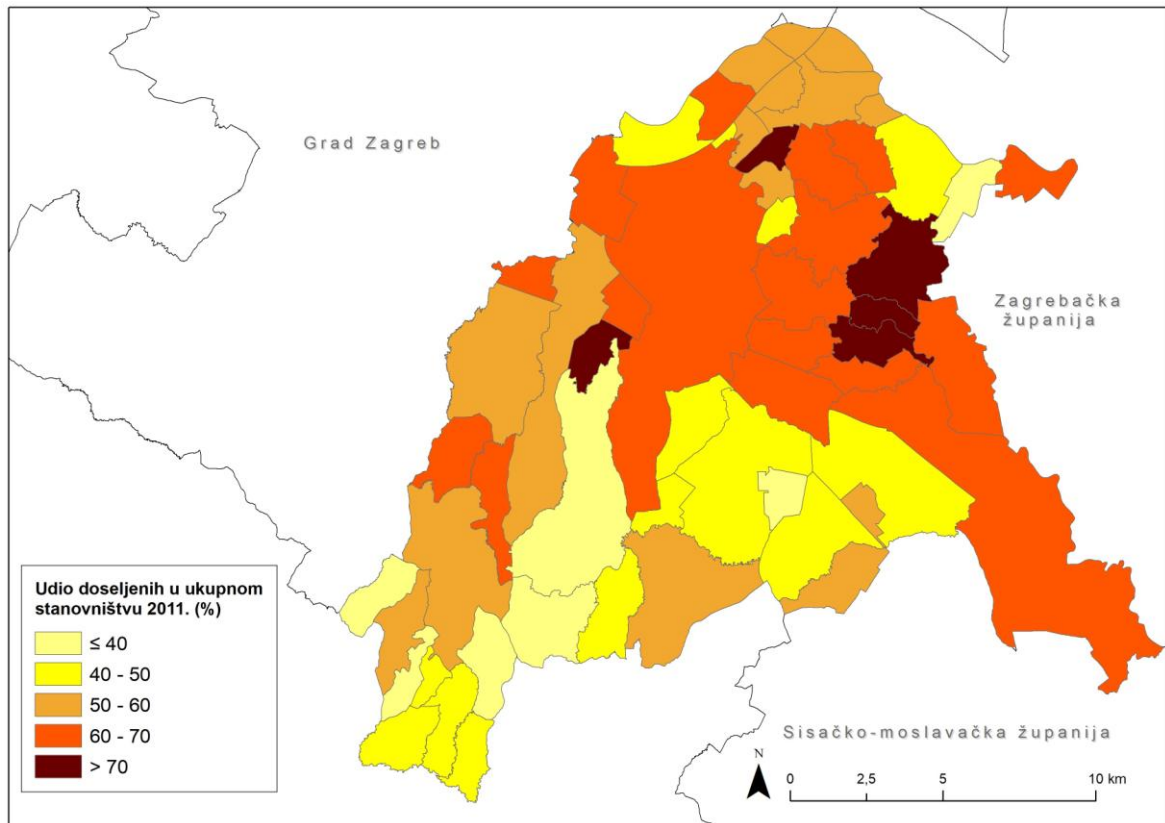 Grad Zagreb
Zagrebačka
županija
Udio doseljenih u ukupnom
stanovništvu 2011. (%)
≤ 40
40 - 50
50 - 60
60 - 70
> 70
Sisačko-moslavačka županija
N
0 2,5 5 10 km